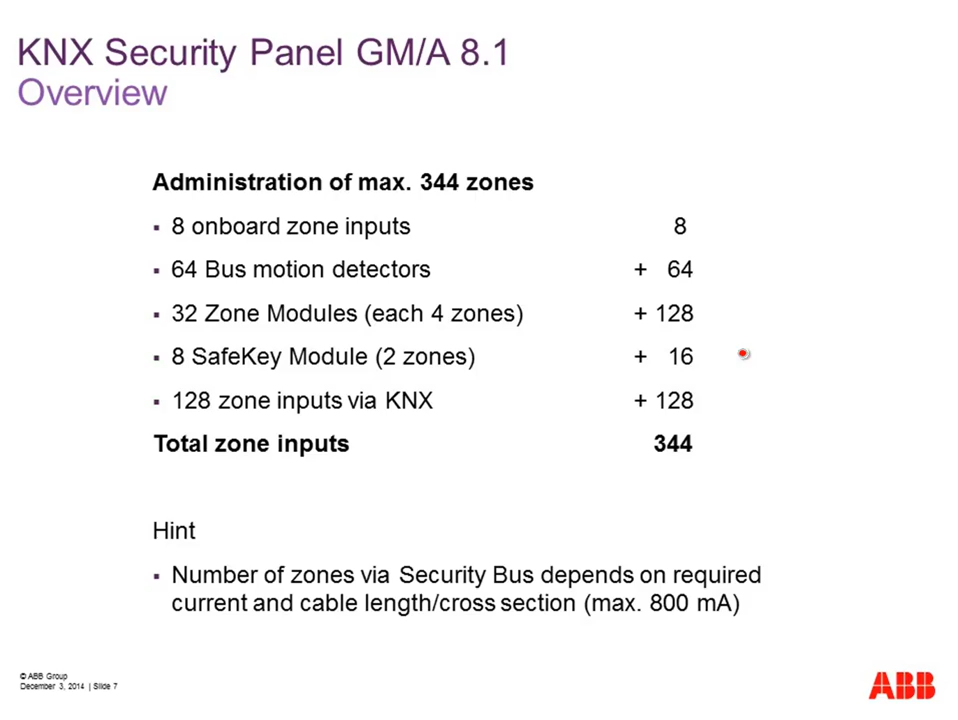 KNX Security Panel GM/A 8.1
Overview
Administration of max. 344 zones
▪ 8 onboard zone inputs 8
▪ 64 Bus motion detectors + 64
▪ 32 Zone Modules (each 4 zones) + 128
▪ 8 SafeKey Module (2 zones) + 16
▪ 128 zone inputs via KNX + 128
Total zone inputs 344
Hint
▪ Number of zones via Security Bus depends on required
current and cable length/cross section (max. 800 mA)
© ABB Group
December 3, 2014 | Slide 7
ABB